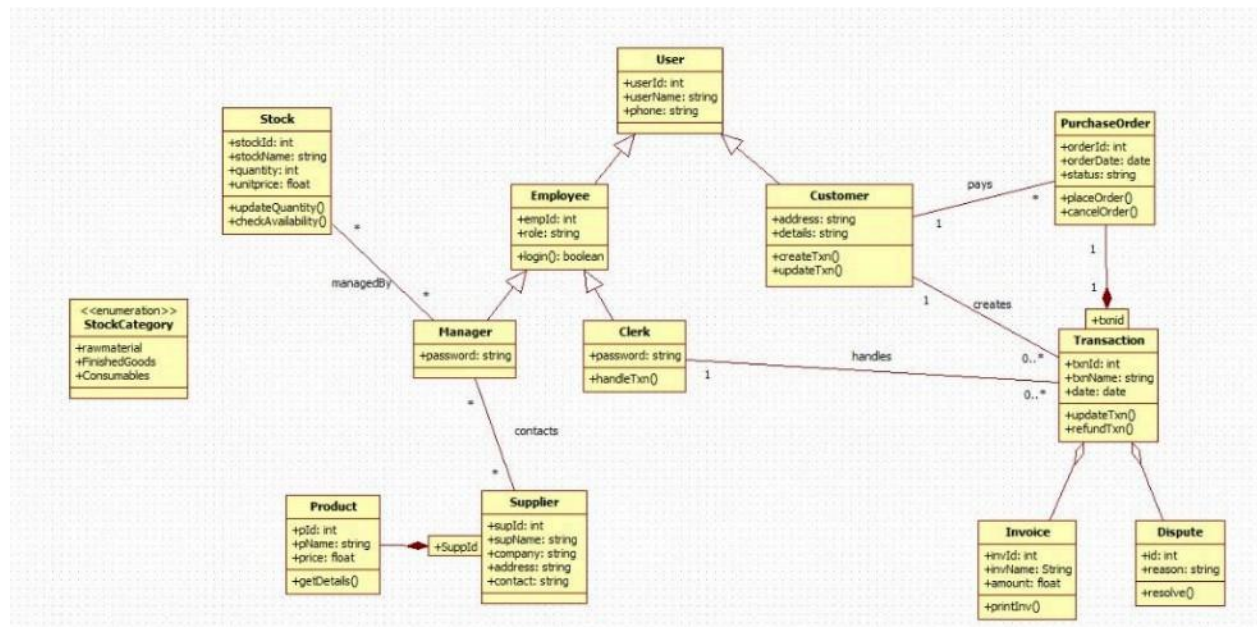 User
+userId: int
+userName: string
+phone: string
Stock
+stockId: int
+stockName: string
+quantity: int
+unitprice: float
+updateQuantity()
+checkAvailability()
PurchaseOrder
+orderId: int
+orderDate: date
+status: string
+placeOrder()
+cancelOrder()
Employee
+empId: int
+role: string
+login(): boolean
Customer
+address: string
+details: string
+createTxn()
+updateTxn()
pays
1
*
*
managedBy
*
1
creates
0..*
1
1
<<enumeration>>
StockCategory
+rawmaterial
+FinishedGoods
+Consumables
Manager
+password: string
Clerk
+password: string
+handleTxn()
handles
1
0..*
+txnid
Transaction
+txnId: int
+txnName: string
+date: date
+updateTxn()
+refundTxn()
*
contacts
*
Product
+pId: int
+pName: string
+price: float
+getDetails()
+SuppId
Supplier
+supId: int
+supName: string
+company: string
+address: string
+contact: string
Invoice
+invId: int
+invName: String
+amount: float
+printInv()
Dispute
+id: int
+reason: string
+resolve()